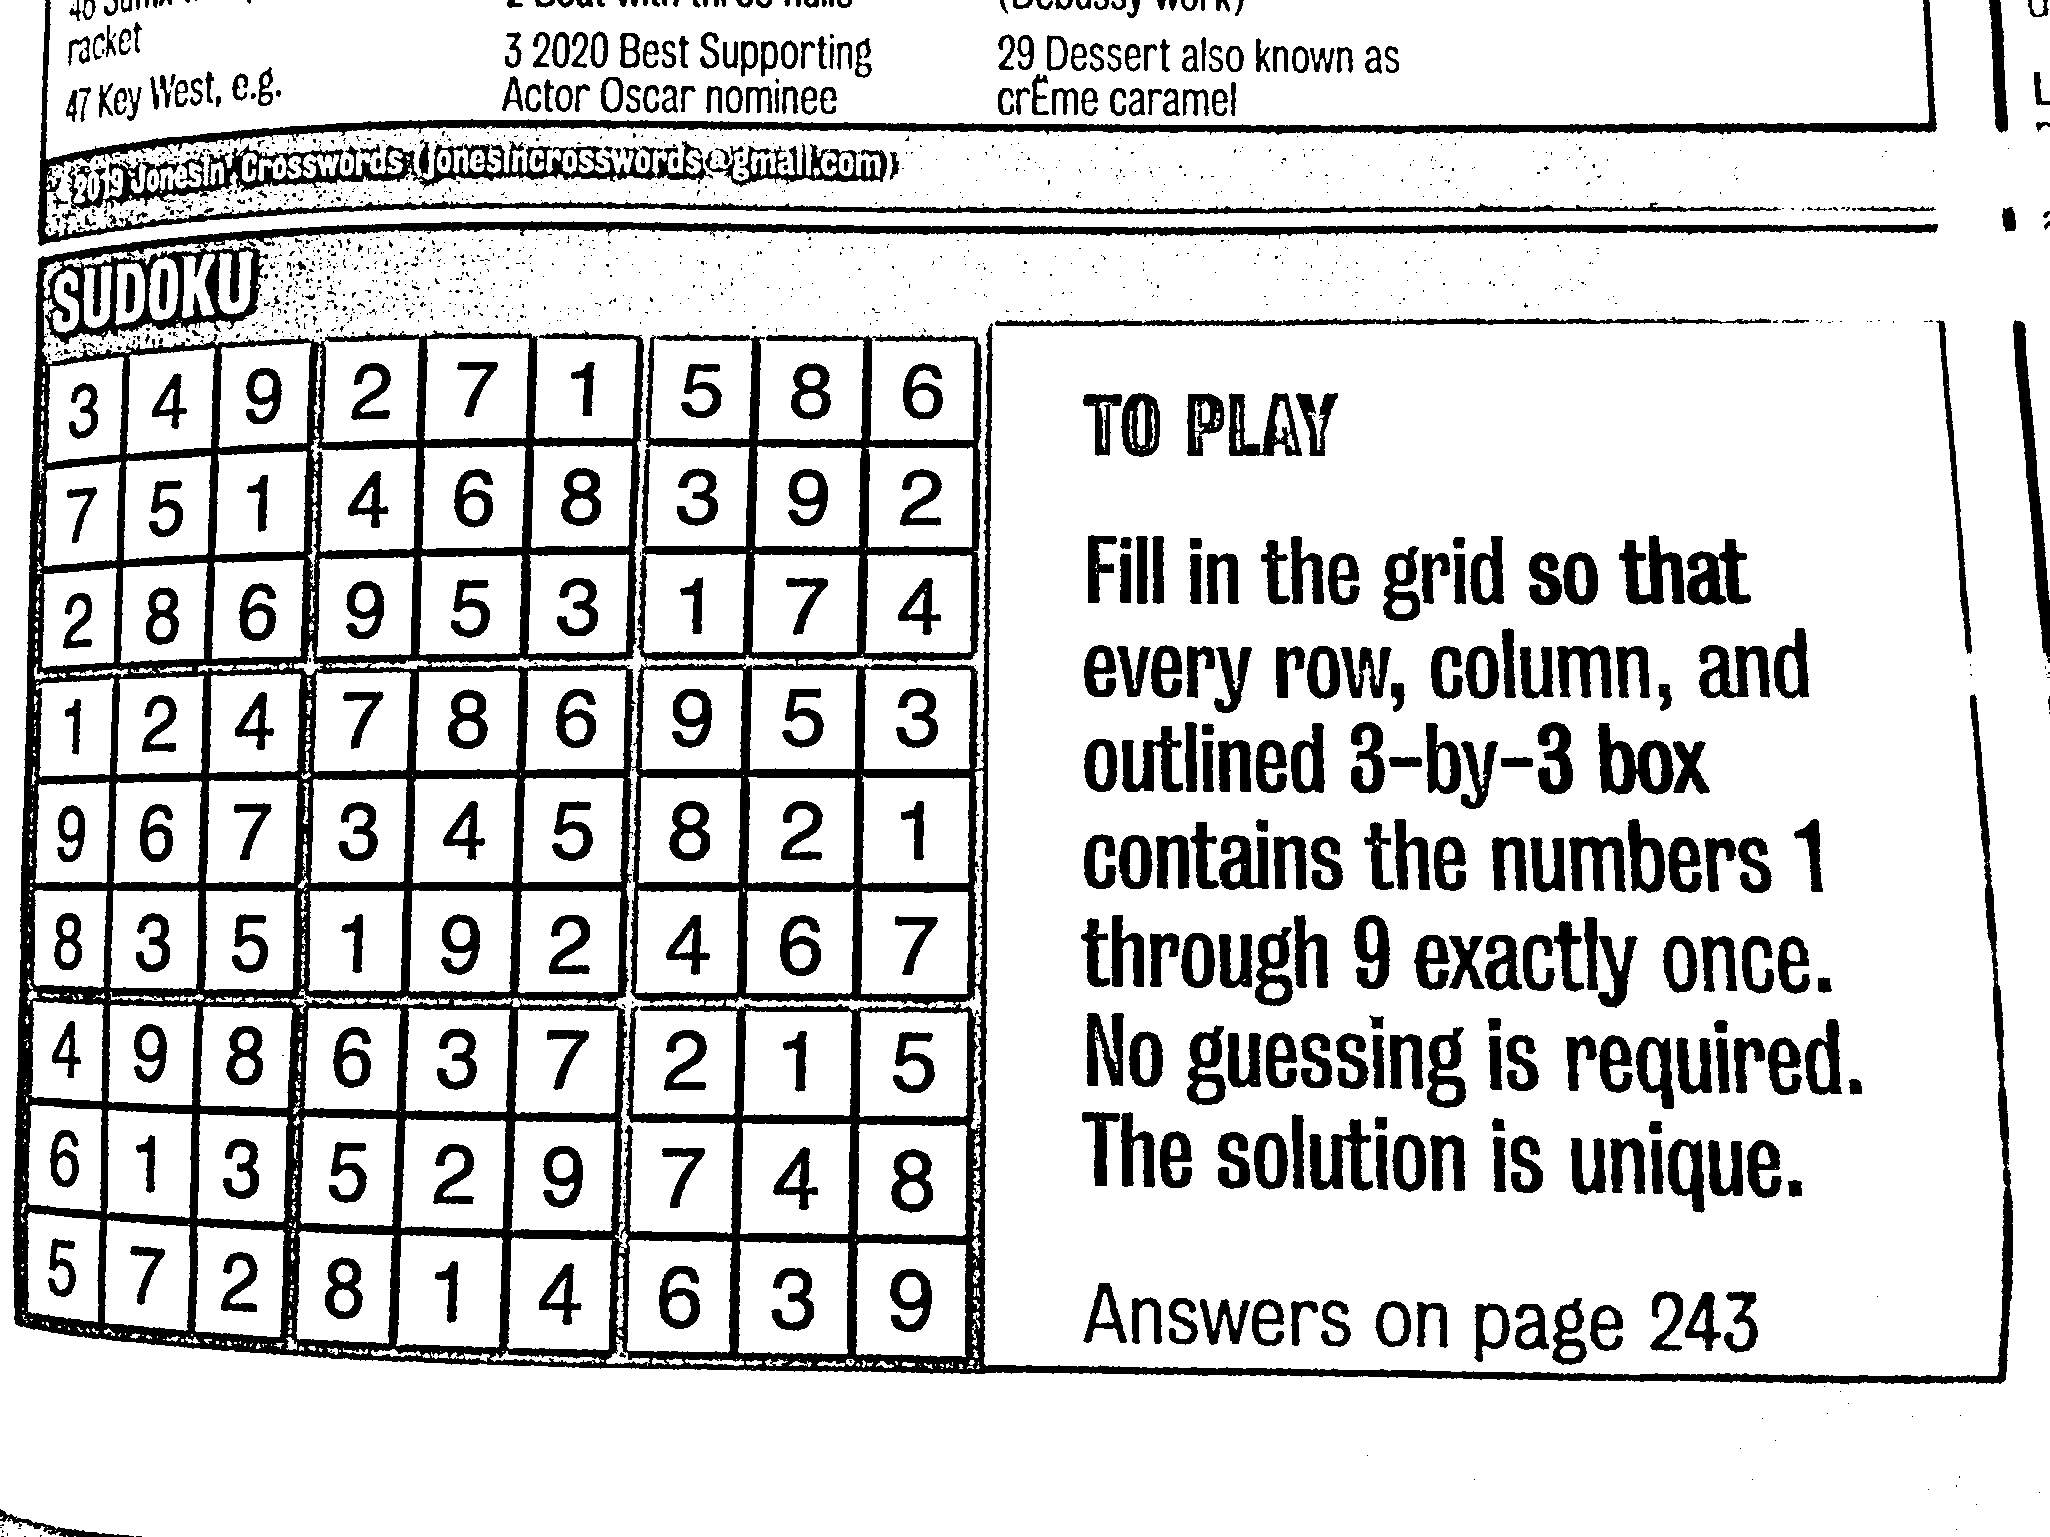 racket
47 Key West, e.g.
3 2020 Best Supporting
Actor Oscar nominee
(Debussy work)
29 Dessert also known as
crËme caramel
2019 Jonesin' Crosswords (jonesincrosswords@gmail.com)
SUDOKU
3 4 9 2 7 1 5 8 6
7 5 1 4 6 8 3 9 2
2 8 6 9 5 3 1 7 4
1 2 4 7 8 6 9 5 3
9 6 7 3 4 5 8 2 1
8 3 5 1 9 2 4 6 7
4 9 8 6 3 7 2 1 5
6 1 3 5 2 9 7 4 8
5 7 2 8 1 4 6 3 9
TO PLAY
Fill in the grid so that
every row, column, and
outlined 3-by-3 box
contains the numbers 1
through 9 exactly once.
No guessing is required.
The solution is unique.
Answers on page 243